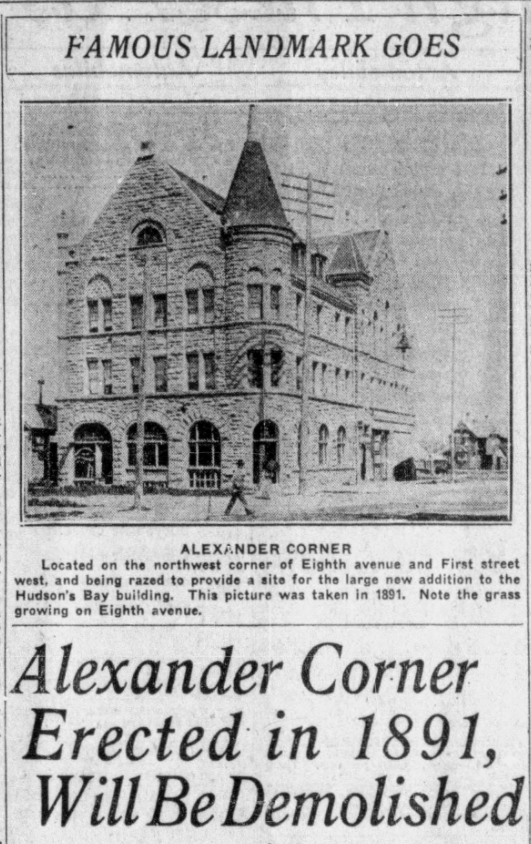 FAMOUS LANDMARK GOES
ALEXANDER CORNER
Located on the northwest corner of Eighth avenue and First street
west, and being razed to provide a site for the large new addition to the
Hudson's Bay building. This picture was taken in 1891. Note the grass
growing on Eighth avenue.
Alexander Corner
Erected in 1891,
Will Be Demolished